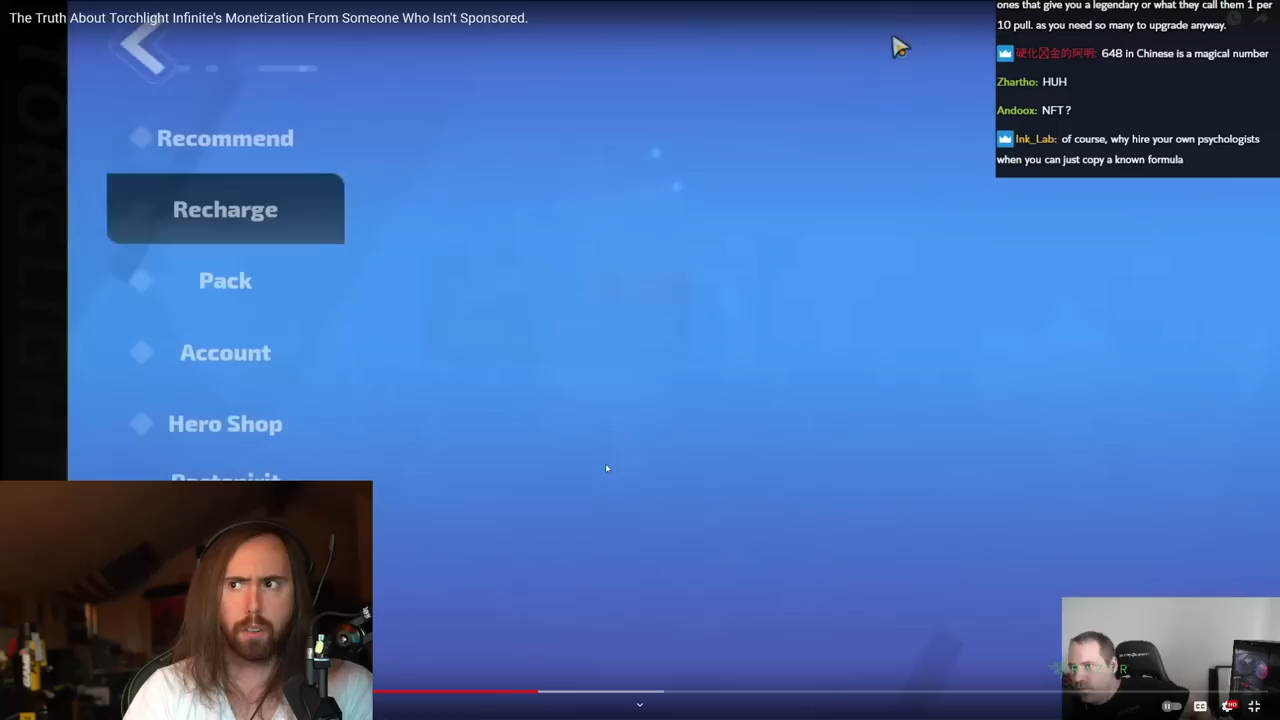 The Truth About Torchlight Infinite's Monetization From Someone Who Isn't Sponsored.
ones that give you a legendary or what they call them 1 per
10 pull. as you need so many to upgrade anyway.
648 in Chinese is a magical number
Zhartho: HUH
Andoox: NFT?
Ink_Lab: of course, why hire your own psychologists
when you can just copy a known formula
Recommend
Recharge
Pack
Account
Hero Shop
CC
HD